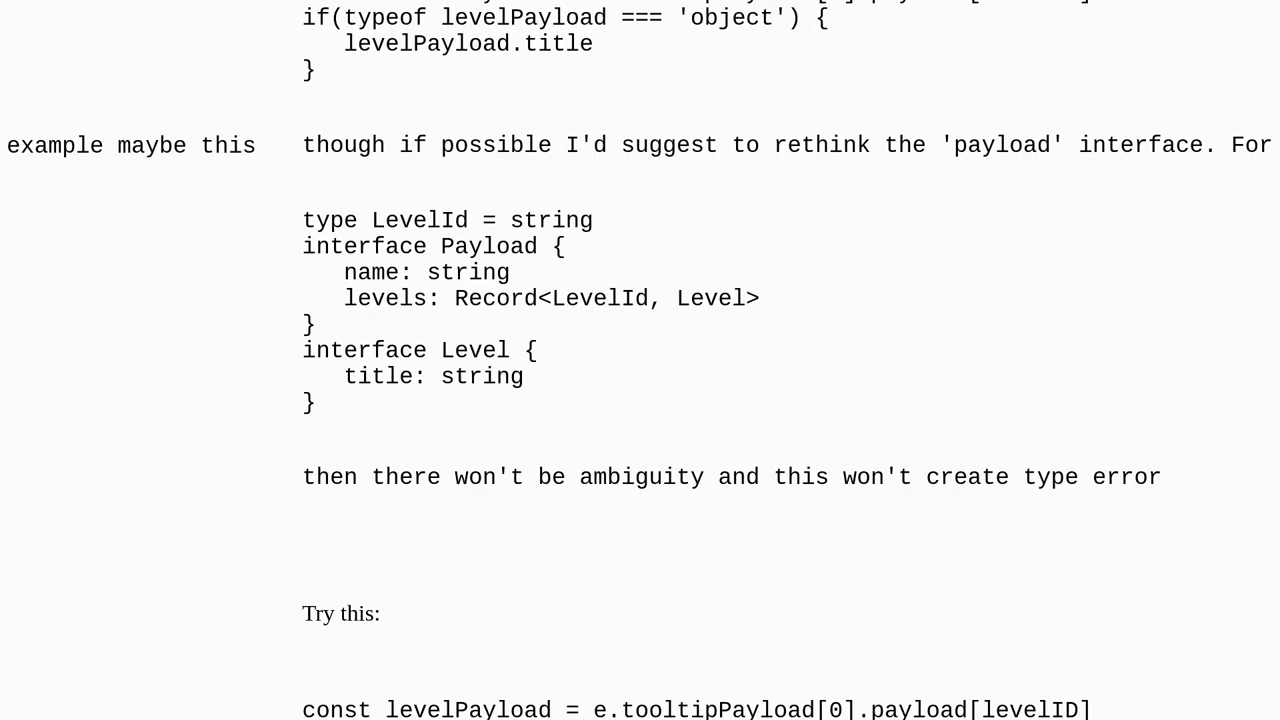 if(typeof levelPayload === 'object') {
levelPayload.title
}
example maybe this
though if possible I'd suggest to rethink the 'payload' interface. For
type LevelId = string
interface Payload {
name: string
levels: Record<LevelId, Level>
}
interface Level {
title: string
}
then there won't be ambiguity and this won't create type error
Try this:
const levelPayload = e.tooltipPayload[0].payload[levelID]